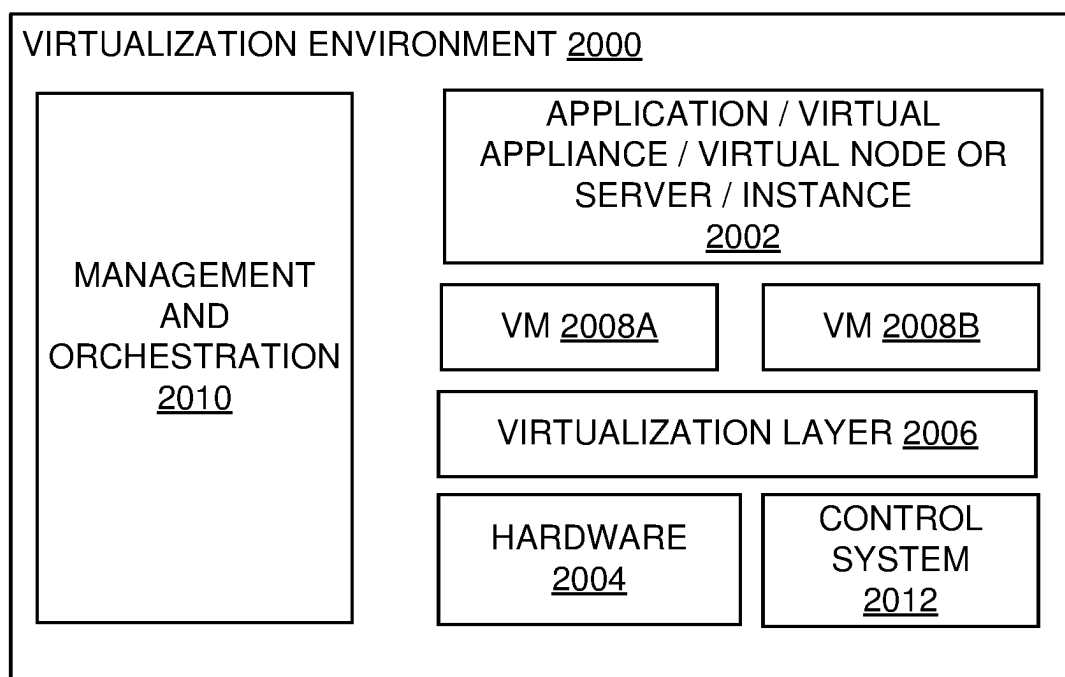 VIRTUALIZATION ENVIRONMENT 2000
MANAGEMENT
AND
ORCHESTRATION
2010
APPLICATION / VIRTUAL
APPLIANCE / VIRTUAL NODE OR
SERVER / INSTANCE
2002
VM 2008A
VM 2008B
VIRTUALIZATION LAYER 2006
HARDWARE
2004
CONTROL
SYSTEM
2012